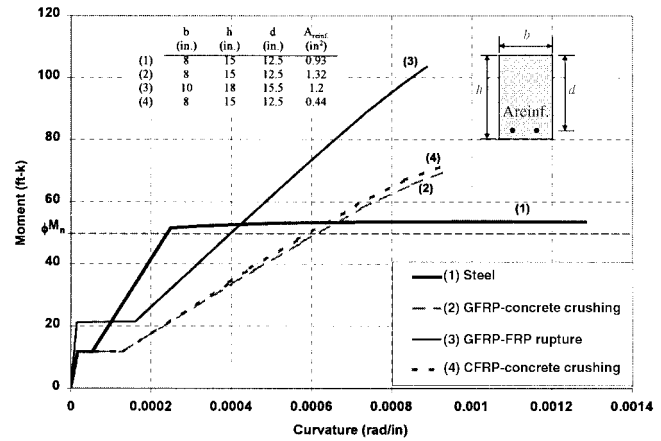 b h d Areinf.
(in.) (in.) (in.) (in²)
(1) 8 15 12.5 0.93
(2) 8 15 12.5 1.32
(3) 10 18 15.5 1.2
(4) 8 15 12.5 0.44
b
h
d
Areinf.
(3)
(4)
(2)
(1)
Moment (ft-k)
120
100
80
60
ϕMn
40
20
0
(1) Steel
(2) GFRP-concrete crushing
(3) GFRP-FRP rupture
(4) CFRP-concrete crushing
0 0.0002 0.0004 0.0006 0.0008 0.001 0.0012 0.0014
Curvature (rad/in)